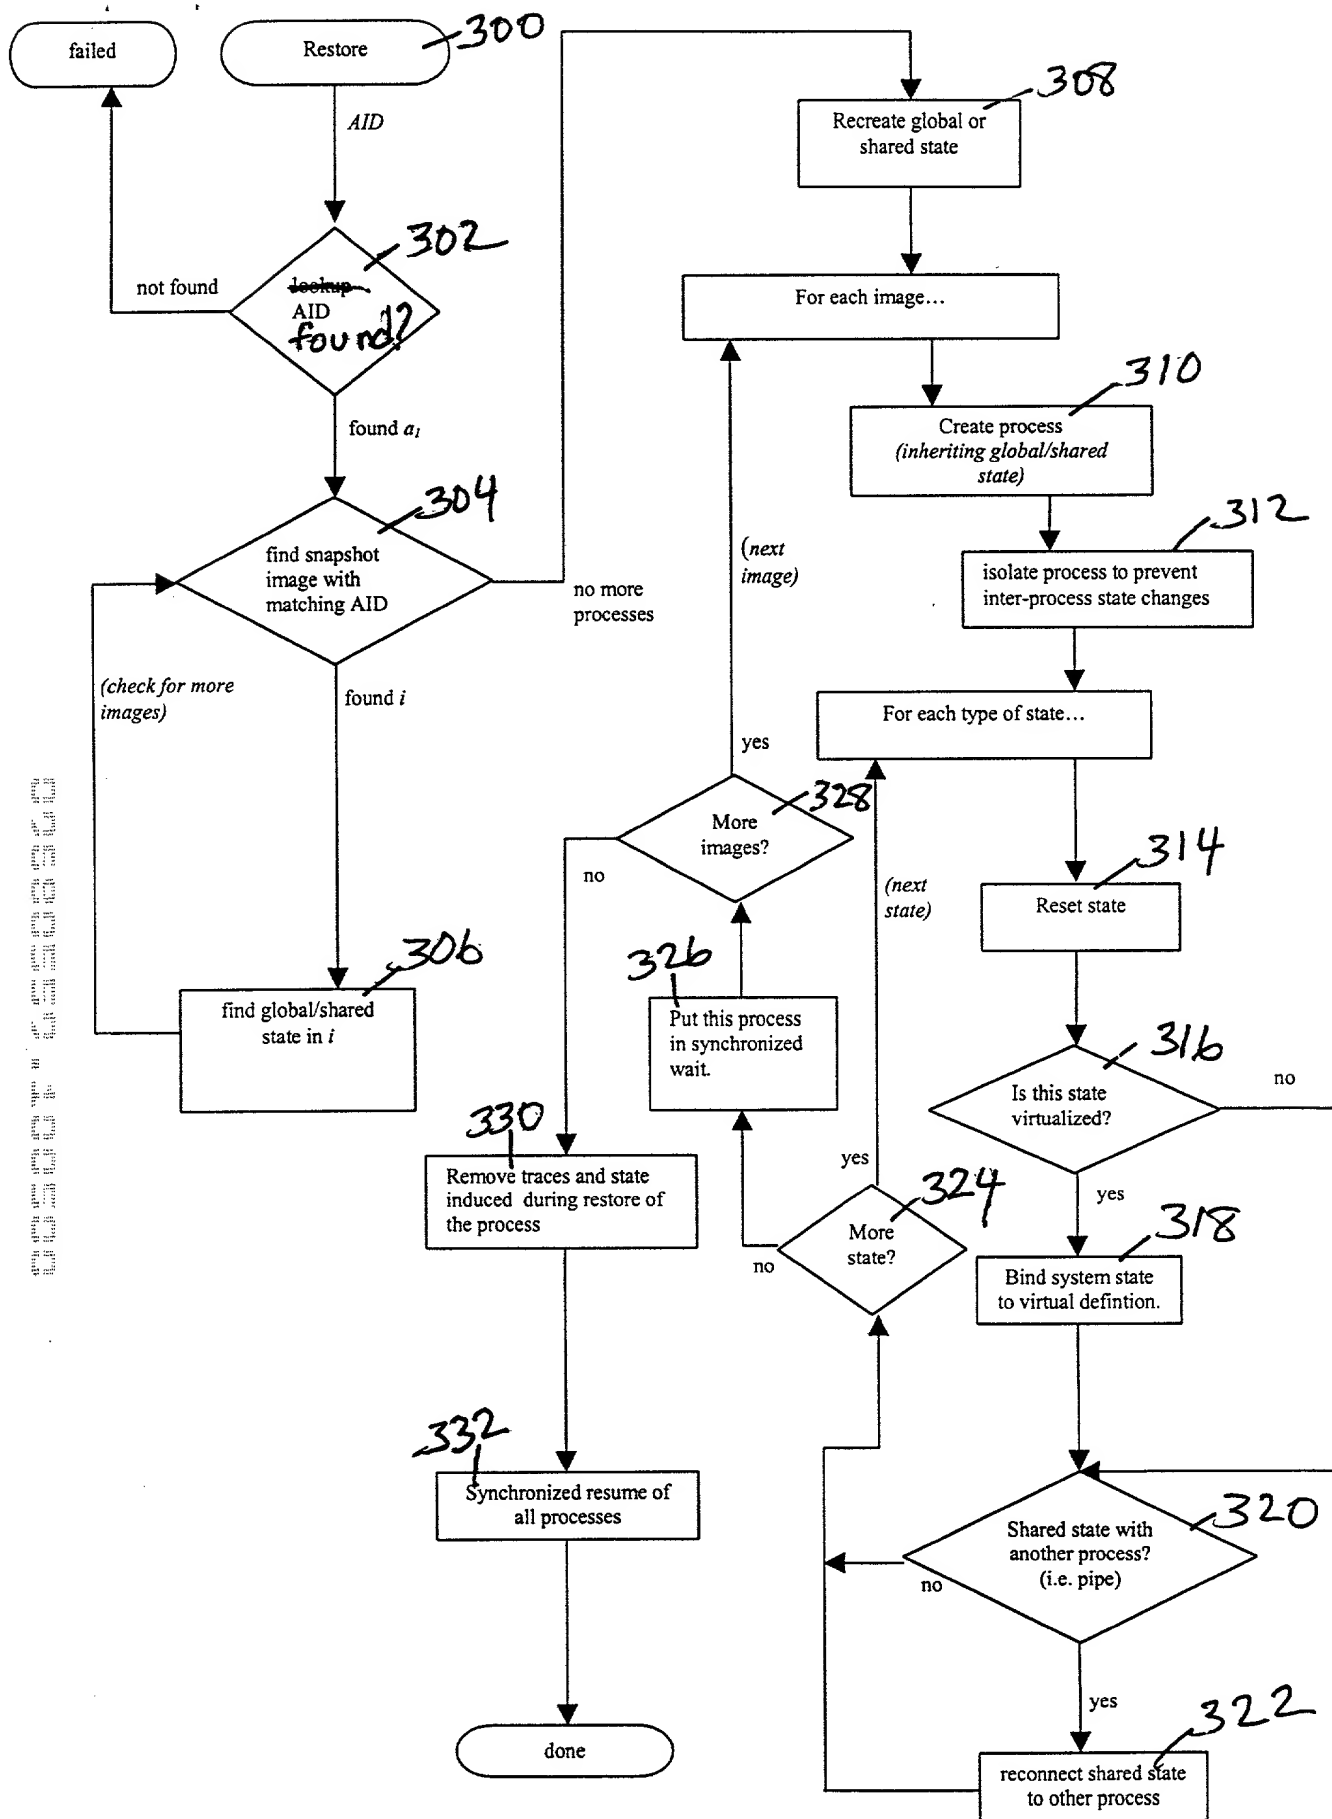 failed
Restore
300
AID
302
not found
lookup
AID
found?
found a1
304
find snapshot
image with
matching AID
no more
processes
(check for more
images)
found i
306
find global/shared
state in i
308
Recreate global or
shared state
For each image...
310
Create process
(inheriting global/shared
state)
312
isolate process to prevent
inter-process state changes
(next
image)
For each type of state...
yes
328
More
images?
no
(next
state)
314
Reset state
326
Put this process
in synchronized
wait.
316
Is this state
virtualized?
no
yes
330
Remove traces and state
induced during restore of
the process
yes
324
More
state?
no
318
Bind system state
to virtual defintion.
332
Synchronized resume of
all processes
320
Shared state with
another process?
(i.e. pipe)
no
yes
done
322
reconnect shared state
to other process